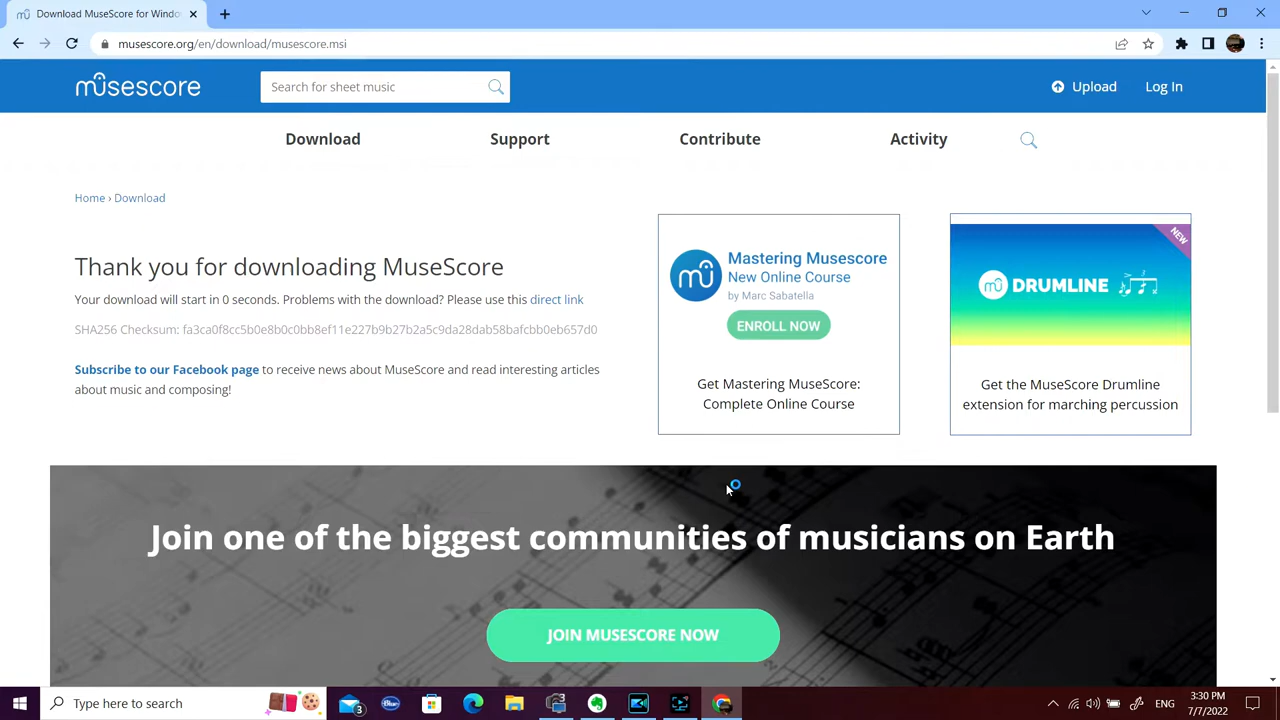 Download MuseScore for Windo
musescore.org/en/download/musescore.msi
musescore
Search for sheet music
Upload
Log In
Download
Support
Contribute
Activity
Home › Download
Thank you for downloading MuseScore
Your download will start in 0 seconds. Problems with the download? Please use this direct link
SHA256 Checksum: fa3ca0f8cc5b0e8b0c0bb8ef11e227b9b27b2a5c9da28dab58bafcbb0eb657d0
Subscribe to our Facebook page to receive news about MuseScore and read interesting articles
about music and composing!
Mastering Musescore
New Online Course
by Marc Sabatella
ENROLL NOW
Get Mastering MuseScore:
Complete Online Course
NEW
DRUMLINE
Get the MuseScore Drumline
extension for marching percussion
Join one of the biggest communities of musicians on Earth
JOIN MUSESCORE NOW
Type here to search
3
ENG
3:30 PM
7/7/2022